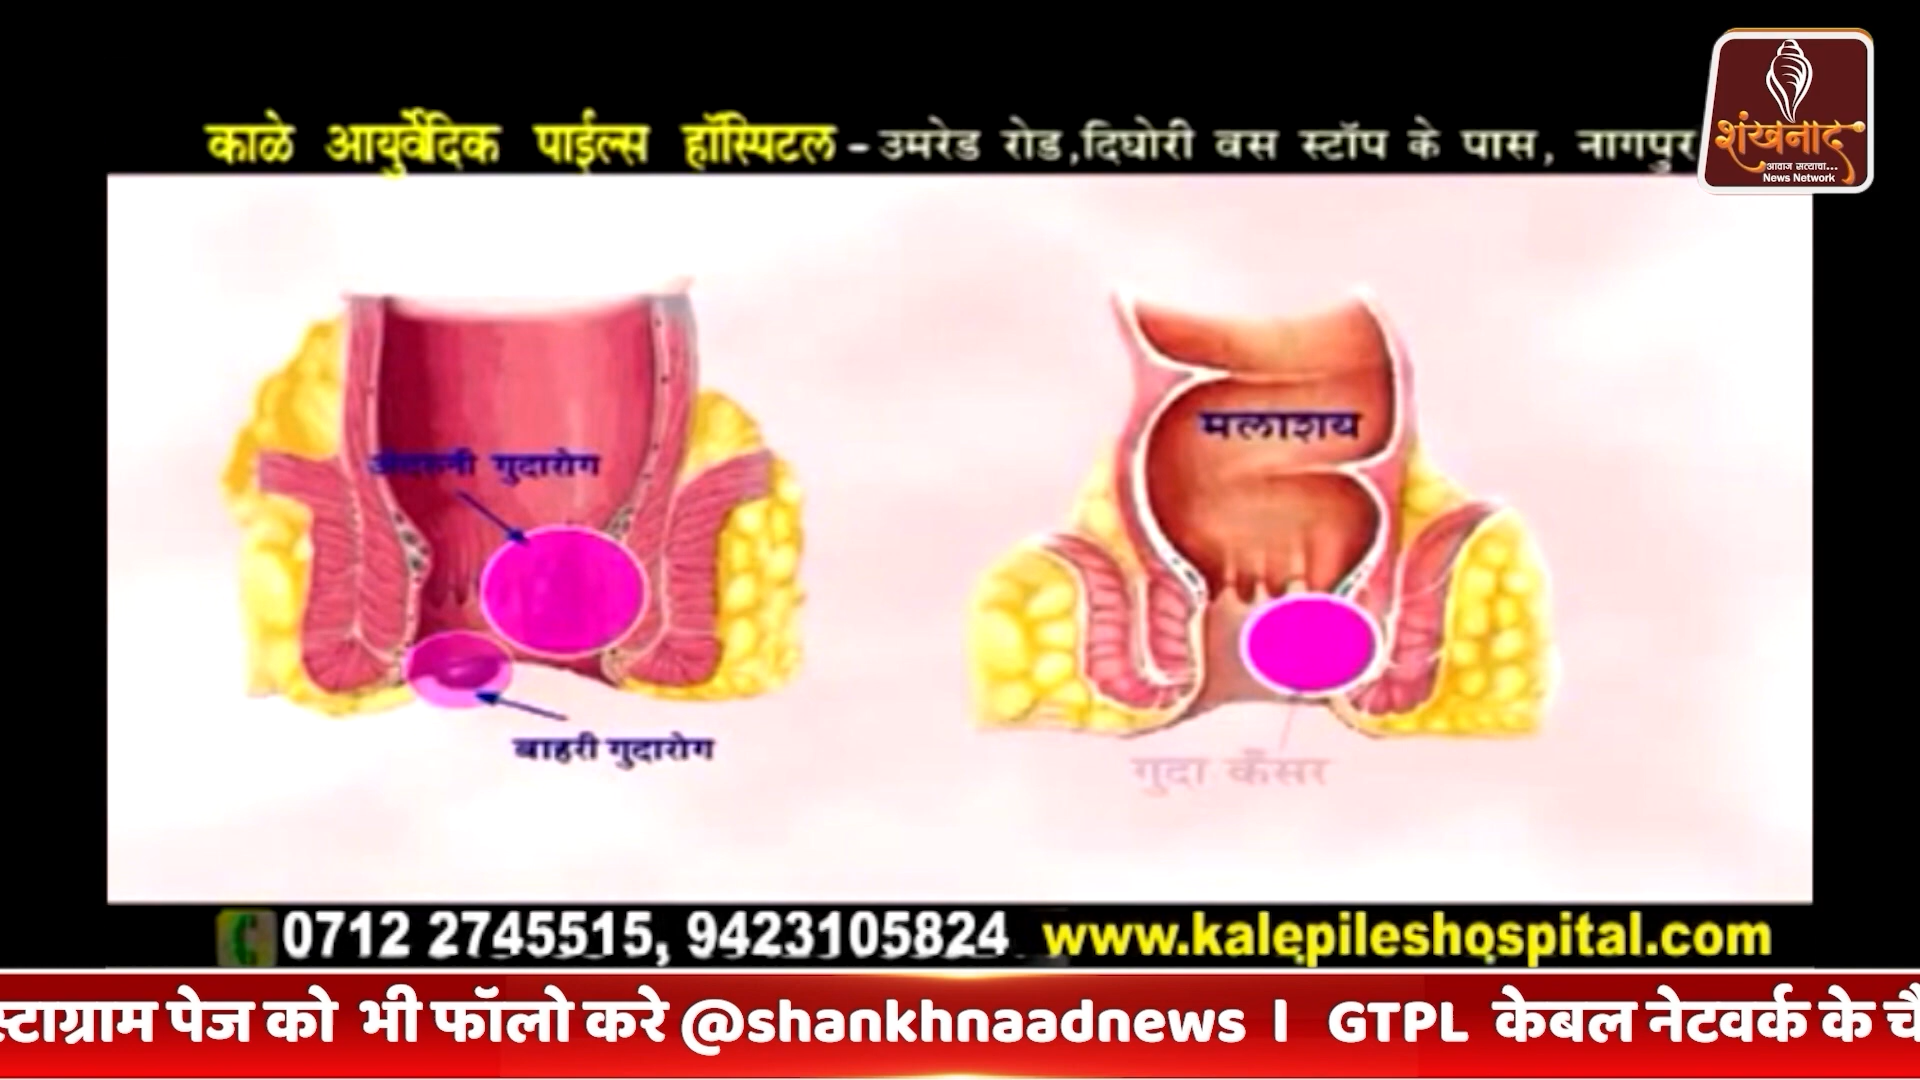 काळे आयुर्वेदिक पाईल्स हॉस्पिटल - उमरेड रोड,दिघोरी वस स्टॉप के पास, नागपुर
शंखनाद
आवाज सत्याचा...
News Network
गुदारोग
मलाशय
बाहरी गुदारोग
गुदा कँसर
0712 2745515, 9423105824 www.kalepileshospital.com
स्टाग्राम पेज को भी फॉलो करे @shankhnaadnews । GTPL केबल नेटवर्क के चै